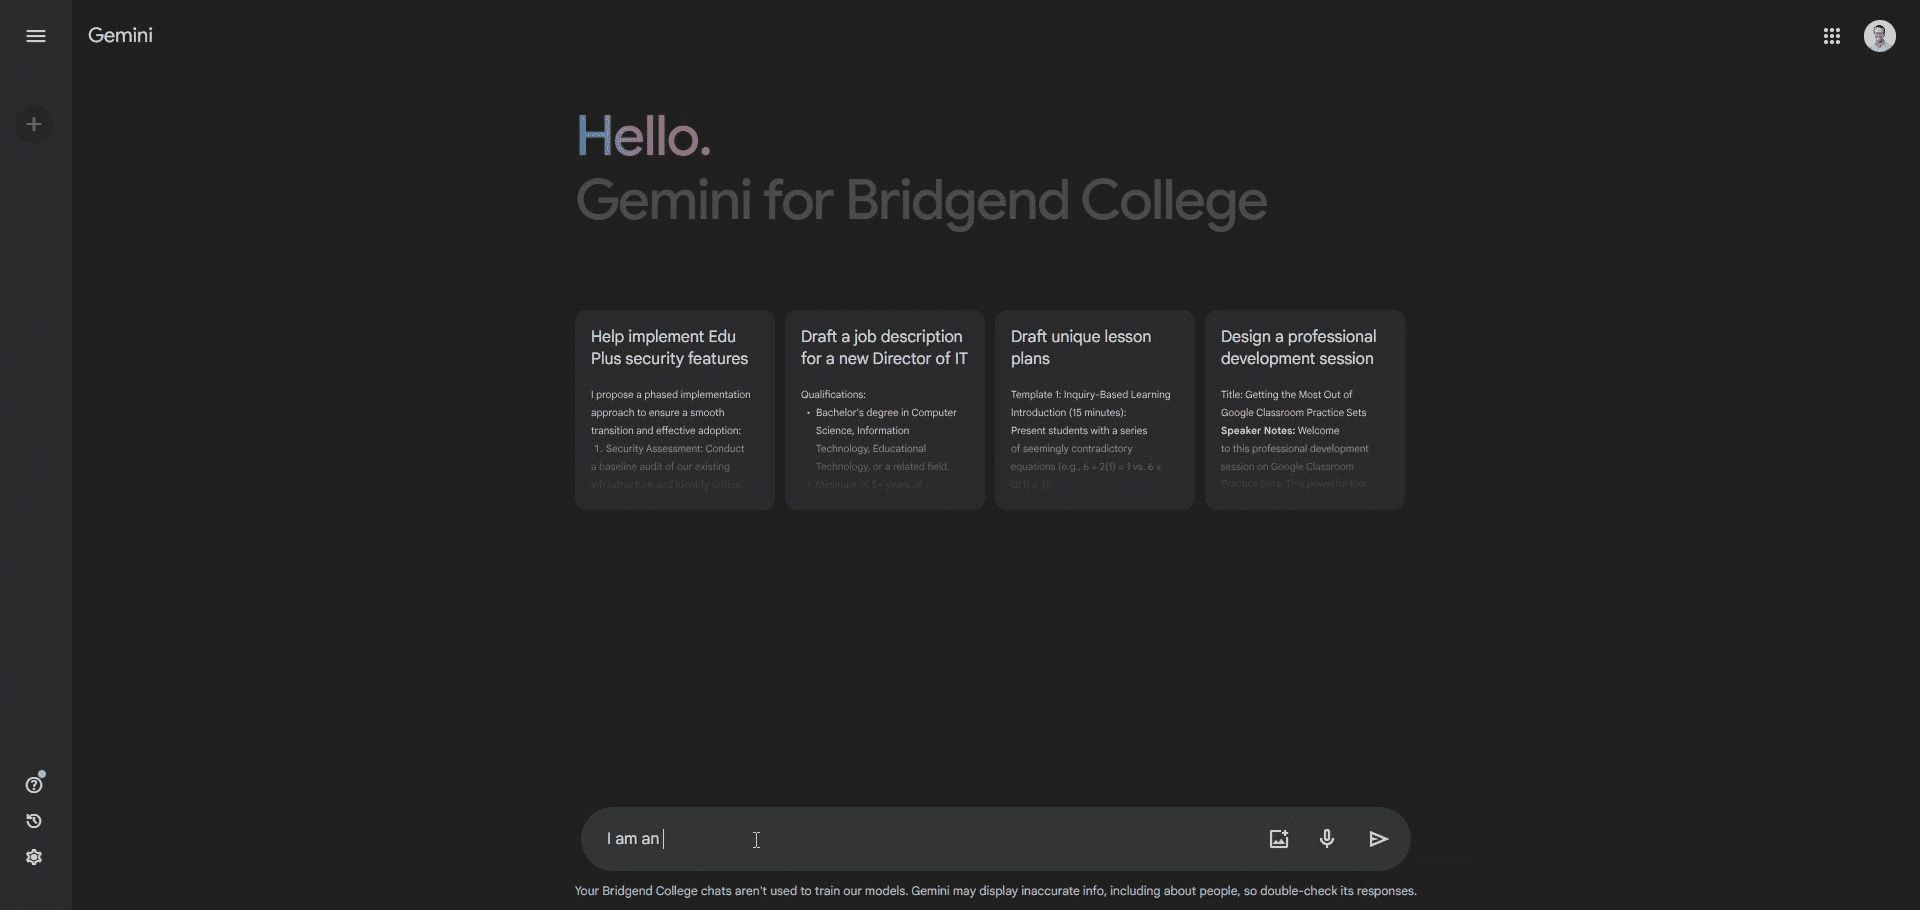 Gemini
Hello.
Gemini for Bridgend College
Help implement Edu
Plus security features
I propose a phased implementation
approach to ensure a smooth
transition and effective adoption:
1. Security Assessment: Conduct
a baseline audit of our existing
infrastructure and identify critical
Draft a job description
for a new Director of IT
Qualifications:
• Bachelor's degree in Computer
Science, Information
Technology, Educational
Technology, or a related field.
• Minimum of 5+ years of
Draft unique lesson
plans
Template 1: Inquiry-Based Learning
Introduction (15 minutes):
Present students with a series
of seemingly contradictory
equations (e.g., 6 ÷ 2(1) = 1 vs. 6 ÷
(2(1) = 3).
Design a professional
development session
Title: Getting the Most Out of
Google Classroom Practice Sets
Speaker Notes: Welcome
to this professional development
session on Google Classroom
Practice Sets. This powerful tool
I am an
Your Bridgend College chats aren't used to train our models. Gemini may display inaccurate info, including about people, so double-check its responses.